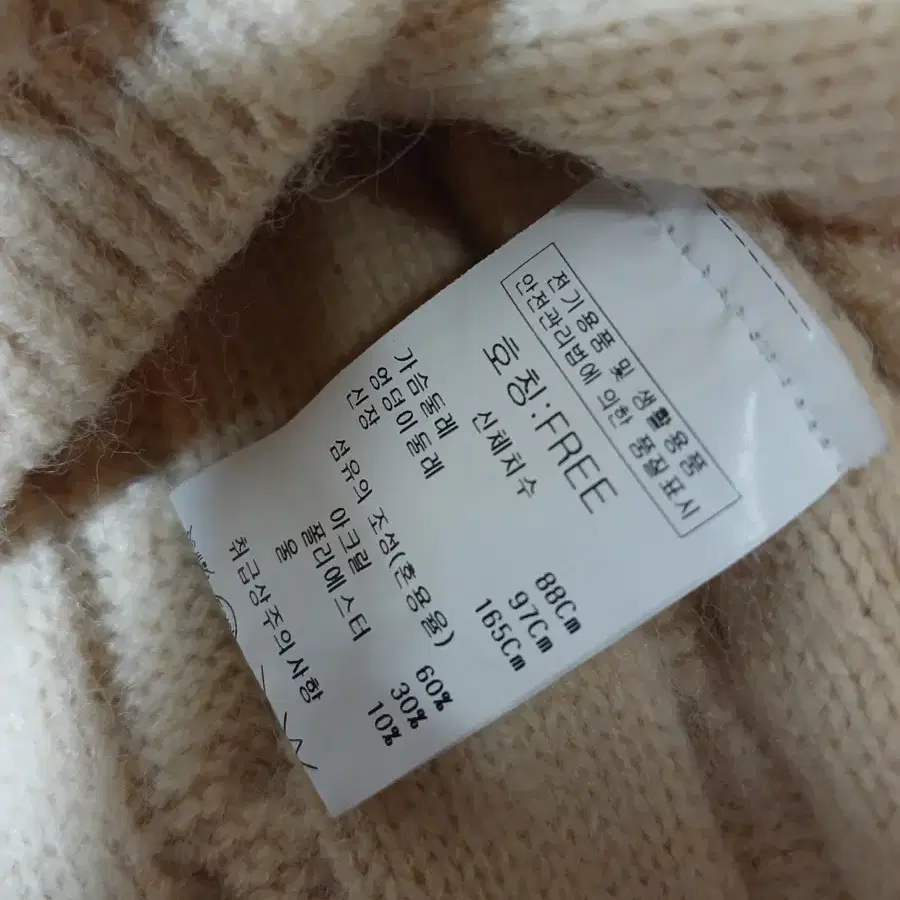 전기용품 및 생활용품
안전관리법에 의한 품질표시
호칭:FREE
신체치수
가슴둘레 88Cm
엉덩이둘레 97Cm
신장 165Cm
섬유의 조성(혼용율)
아크릴 60%
폴리에스터 30%
울 10%
취급상주의사항